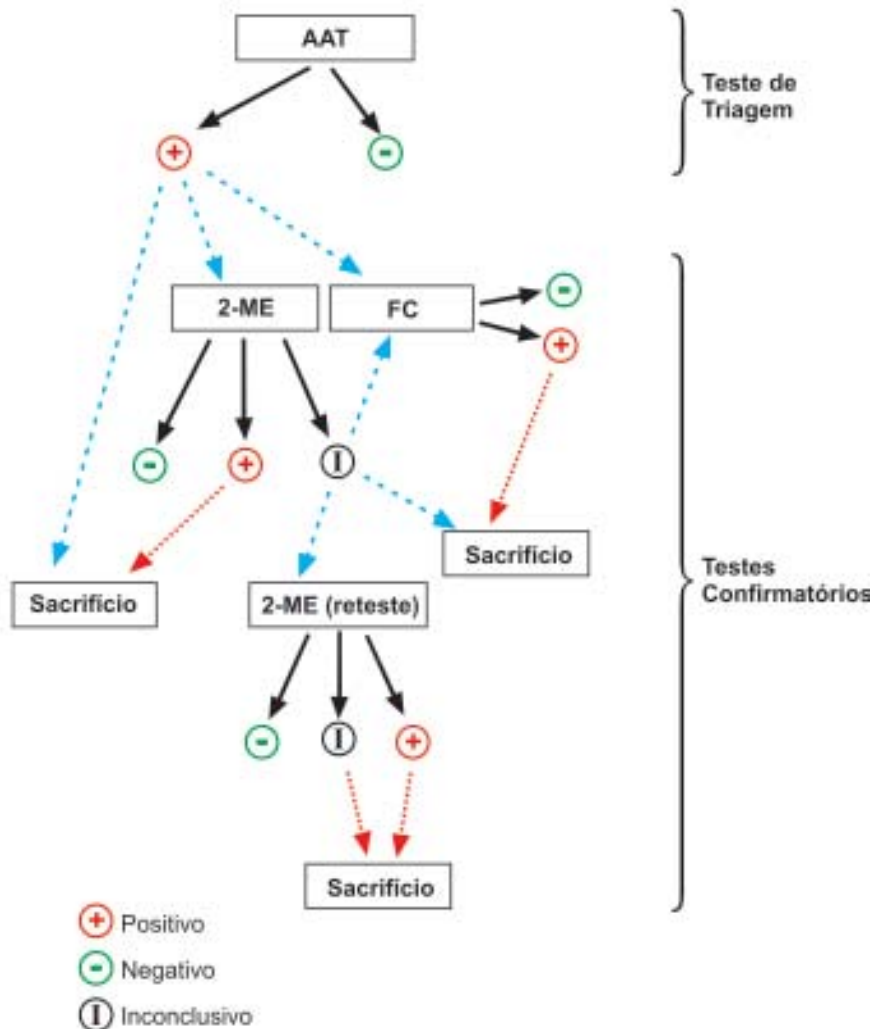 AAT
Teste de
Triagem
+
-
2-ME
FC
-
+
-
+
I
Sacrifício
Sacrifício
2-ME (reteste)
Testes
Confirmatórios
-
I
+
Sacrifício
+ Positivo
- Negativo
I Inconclusivo